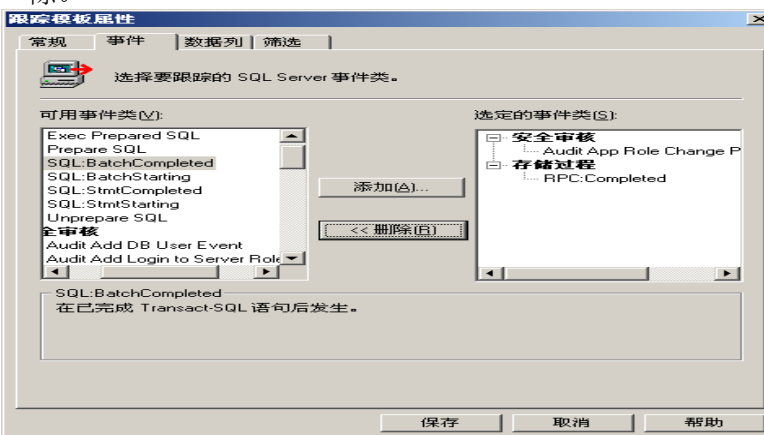 除。
跟踪模板属性
常规 事件 数据列 筛选
选择要跟踪的 SQL Server 事件类。
可用事件类(V):
Exec Prepared SQL
Prepare SQL
SQL:BatchCompleted
SQL:BatchStarting
SQL:StmtCompleted
SQL:StmtStarting
Unprepare SQL
全审核
Audit Add DB User Event
Audit Add Login to Server Role
添加(A)...
<< 删除(R)
选定的事件类(S):
安全审核
Audit App Role Change P
存储过程
RPC:Completed
SQL:BatchCompleted
在已完成 Transact-SQL 语句后发生。
保存 取消 帮助